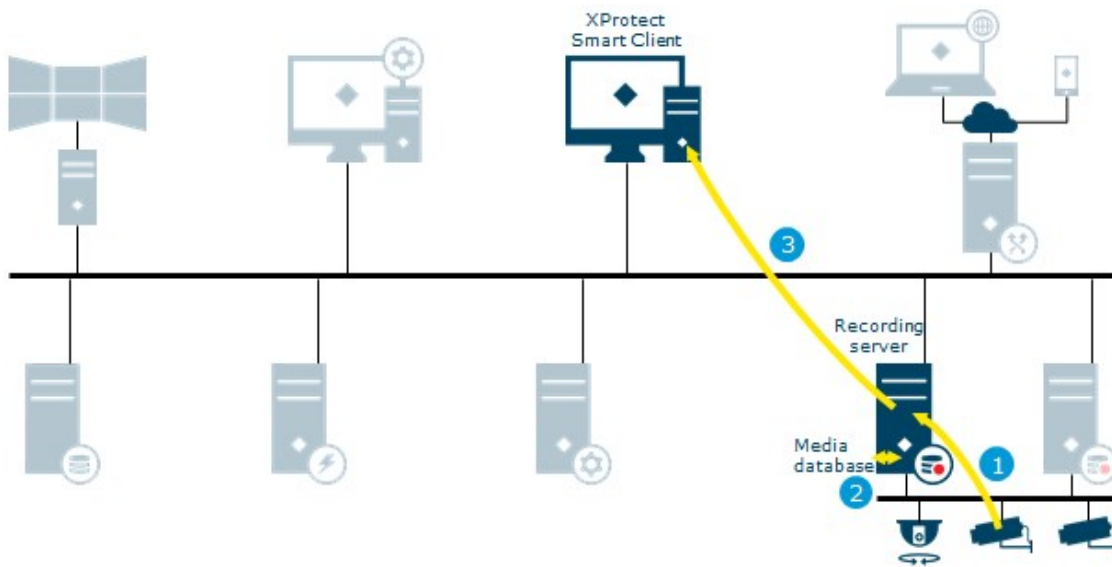 XProtect
Smart Client
3
Recording
server
Media
database
1
2